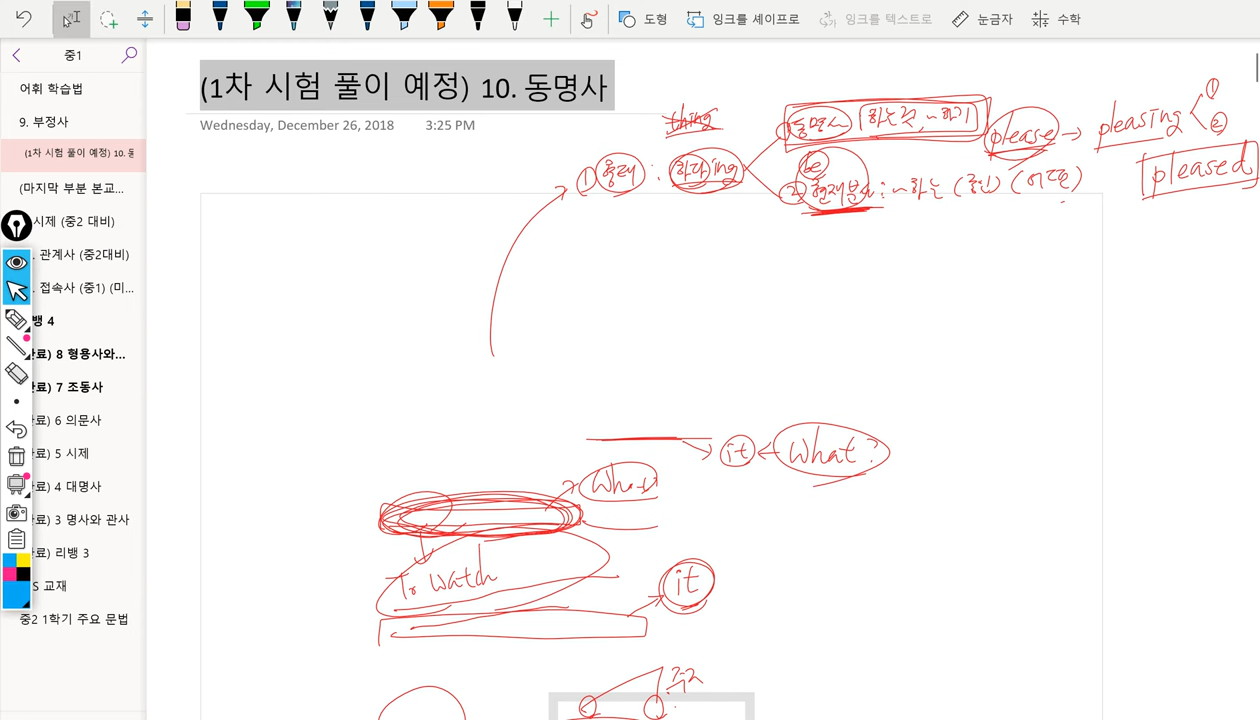 도형
잉크를 셰이프로
잉크를 텍스트로
눈금자
수학
중1
어휘 학습법
9. 부정사
(1차 시험 풀이 예정) 10. 동
(마지막 부분 본교...
시제 (중2 대비)
. 관계사 (중2대비)
. 접속사 (중1) (미...
뱅 4
료) 8 형용사와...
료) 7 조동사
료) 6 의문사
료) 5 시제
료) 4 대명사
료) 3 명사와 관사
료) 리뱅 3
S 교재
중2 1학기 주요 문법
(1차 시험 풀이 예정) 10. 동명사
Wednesday, December 26, 2018 3:25 PM
thing
① 형태 : 하다ing
① 동명사 하는 것, ~하기
be
② 현재분사 : ~하는 (중인)
please → pleasing ① ②
pleased
it ← What?
What
To Watch
it